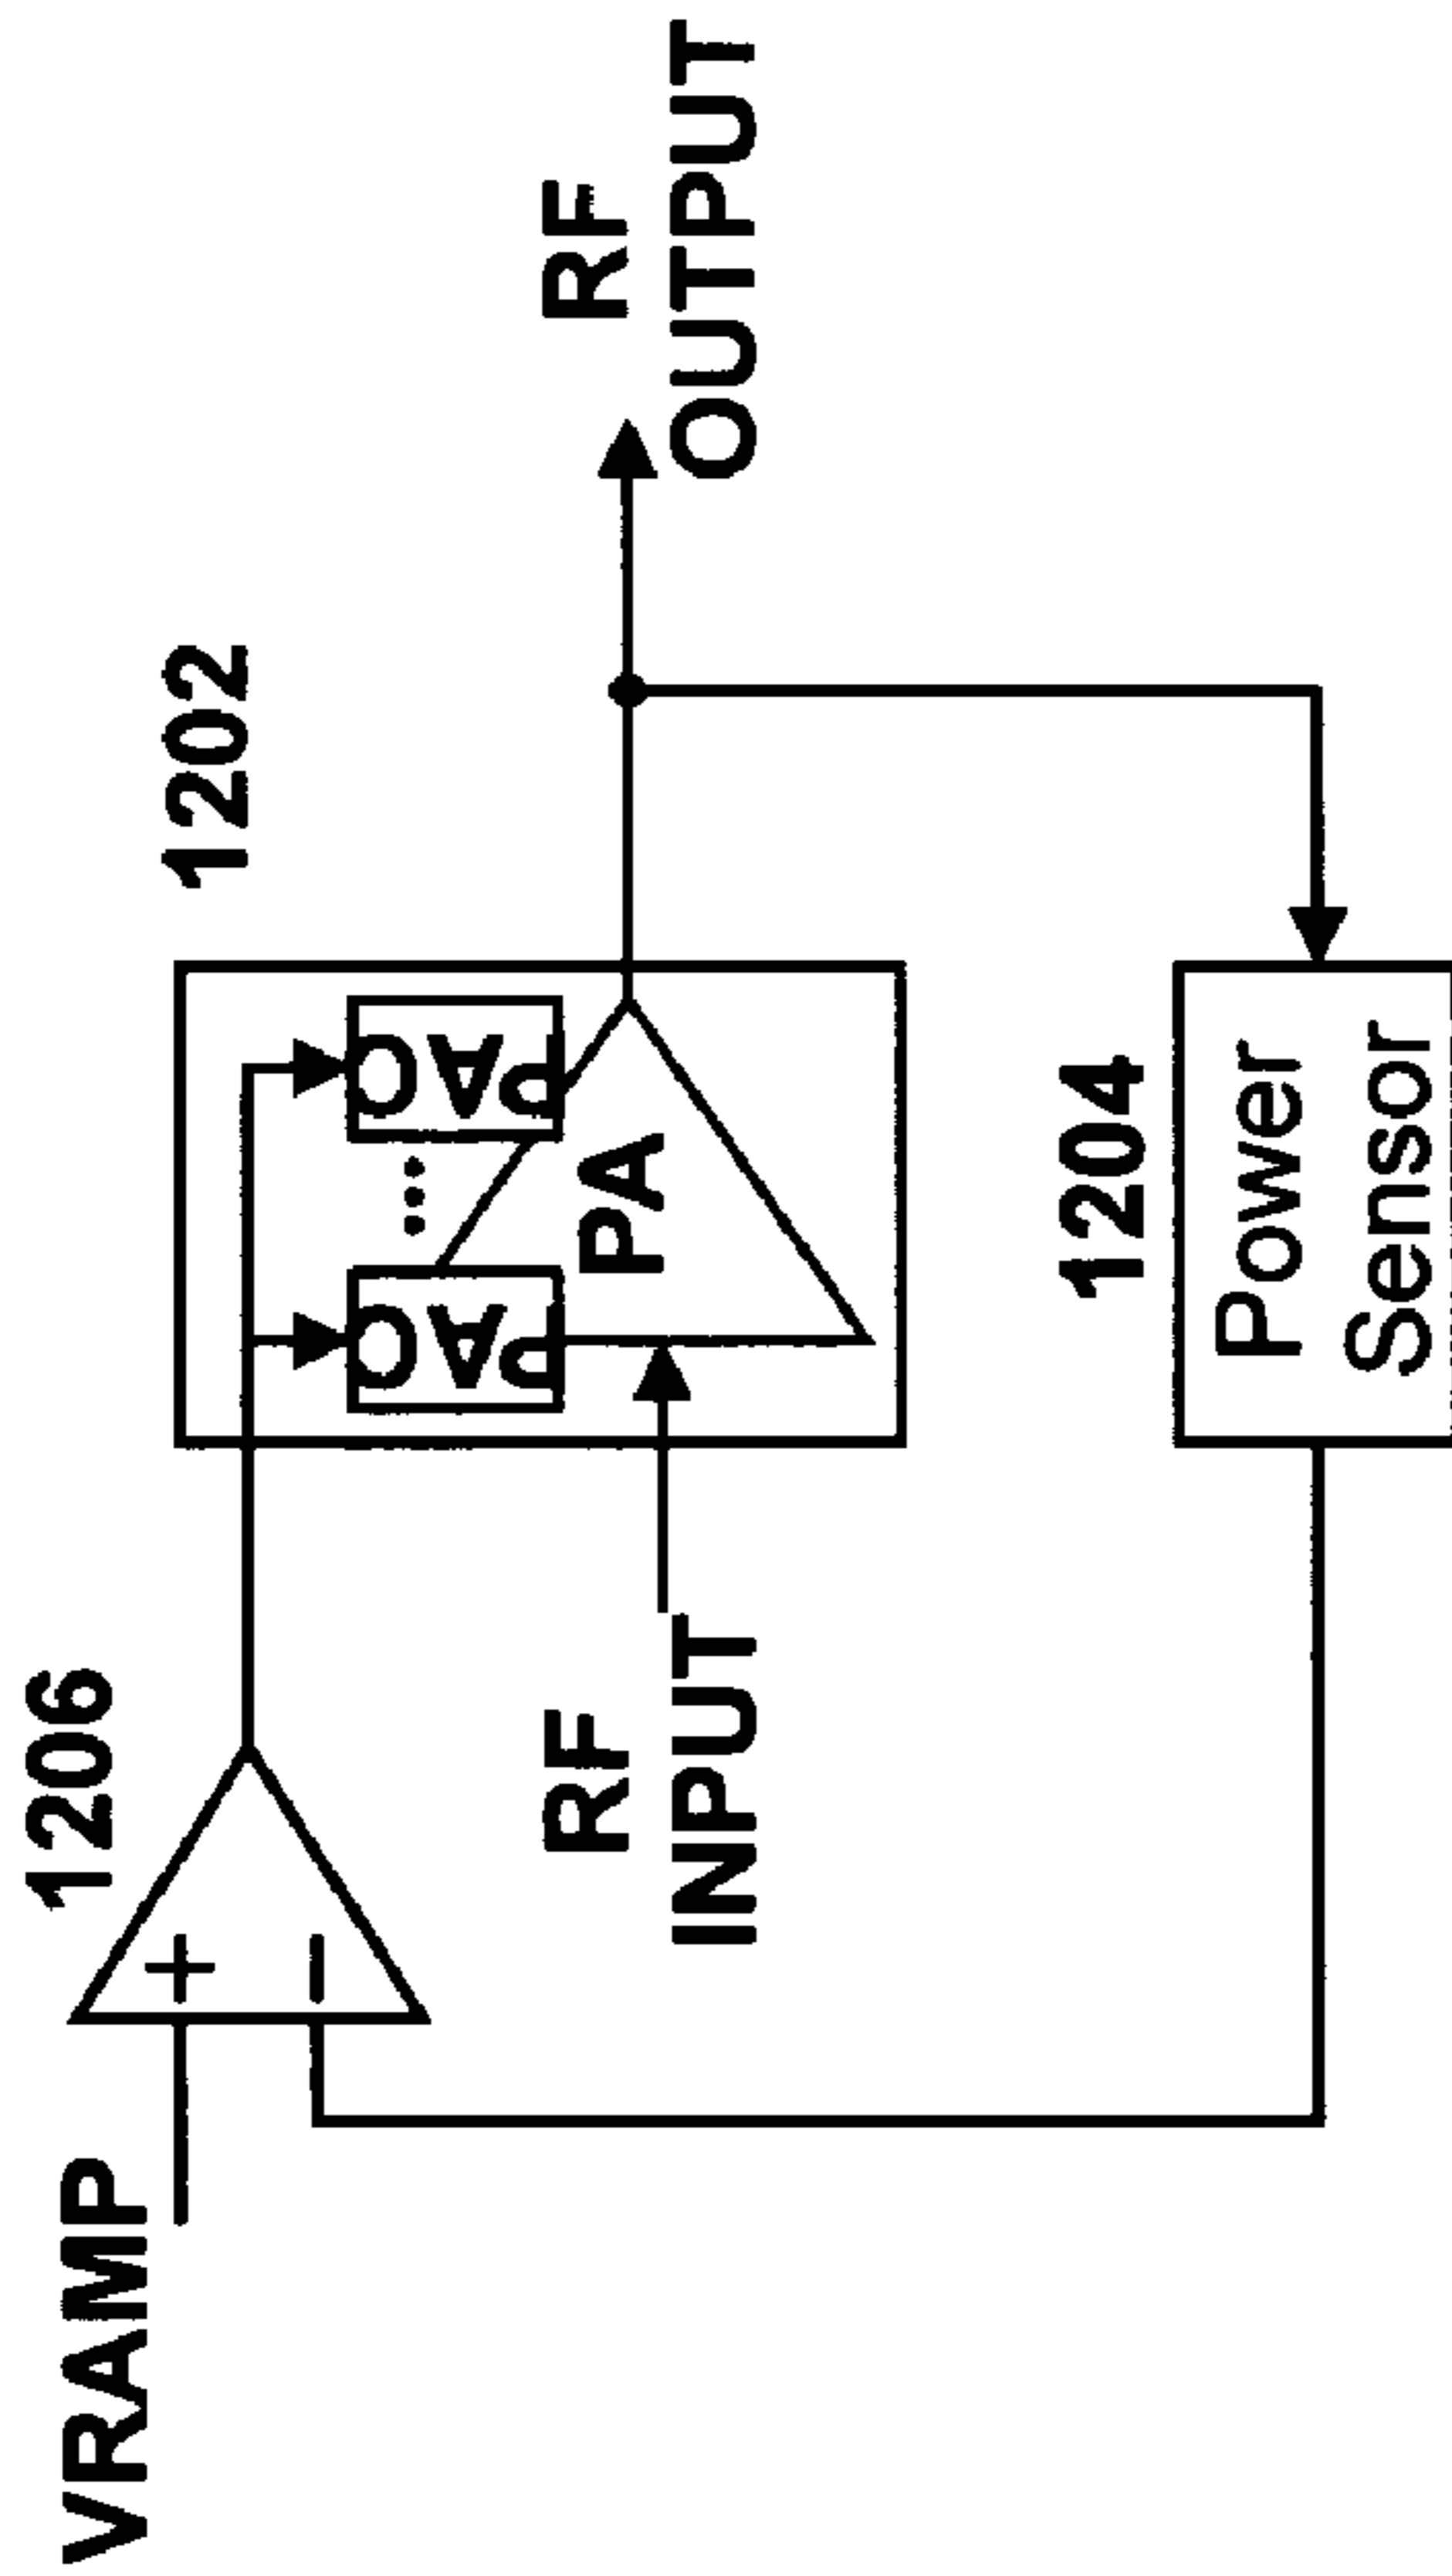 1206
1202
VRAMP
PAC
...
PAC
PA
RF
INPUT
RF
OUTPUT
1204
Power
Sensor
+
−